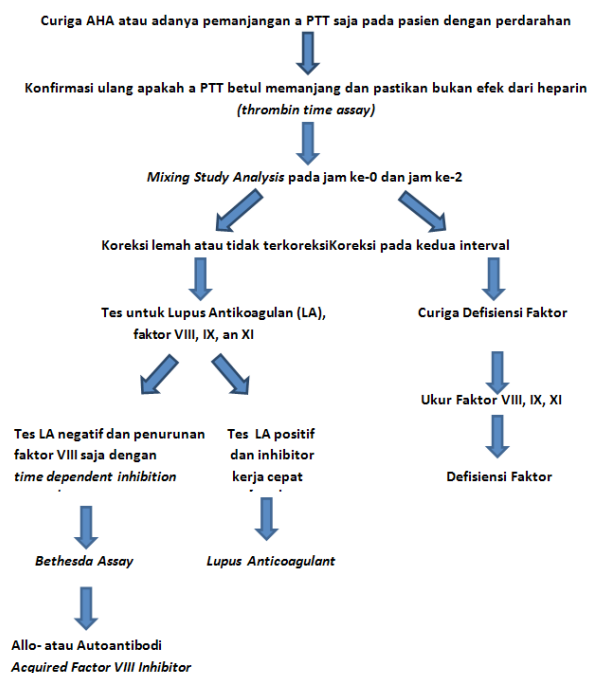 Curiga AHA atau adanya pemanjangan a PTT saja pada pasien dengan perdarahan
Konfirmasi ulang apakah a PTT betul memanjang dan pastikan bukan efek dari heparin
(thrombin time assay)
Mixing Study Analysis pada jam ke-0 dan jam ke-2
Koreksi lemah atau tidak terkoreksiKoreksi pada kedua interval
Tes untuk Lupus Antikoagulan (LA),
faktor VIII, IX, an XI
Curiga Defisiensi Faktor
Ukur Faktor VIII, IX, XI
Tes LA negatif dan penurunan
faktor VIII saja dengan
time dependent inhibition
Tes LA positif
dan inhibitor
kerja cepat
Defisiensi Faktor
Bethesda Assay
Lupus Anticoagulant
Allo- atau Autoantibodi
Acquired Factor VIII Inhibitor